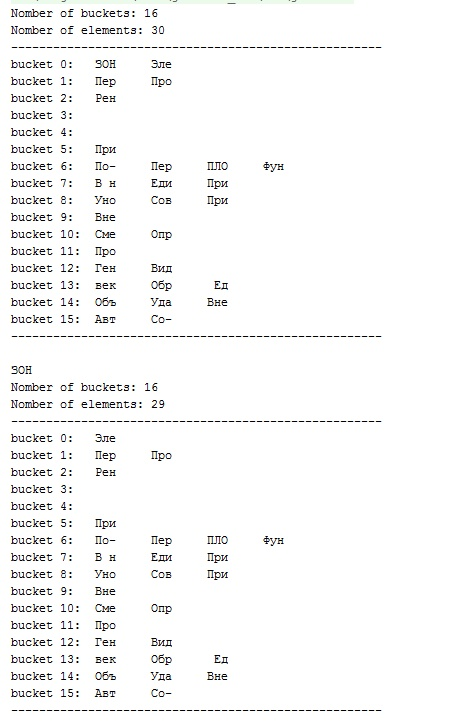 Nomber of buckets: 16
Nomber of elements: 30
-----------------------------------------------------
bucket 0: ЗОН Эле
bucket 1: Пер Про
bucket 2: Рен
bucket 3:
bucket 4:
bucket 5: При
bucket 6: По- Пер ПЛО Фун
bucket 7: В н Еди При
bucket 8: Уно Сов При
bucket 9: Вне
bucket 10: Сме Опр
bucket 11: Про
bucket 12: Ген Вид
bucket 13: век Обр Ед
bucket 14: Объ Уда Вне
bucket 15: Авт Со-
-----------------------------------------------------
ЗОН
Nomber of buckets: 16
Nomber of elements: 29
-----------------------------------------------------
bucket 0: Эле
bucket 1: Пер Про
bucket 2: Рен
bucket 3:
bucket 4:
bucket 5: При
bucket 6: По- Пер ПЛО Фун
bucket 7: В н Еди При
bucket 8: Уно Сов При
bucket 9: Вне
bucket 10: Сме Опр
bucket 11: Про
bucket 12: Ген Вид
bucket 13: век Обр Ед
bucket 14: Объ Уда Вне
bucket 15: Авт Со-
-----------------------------------------------------